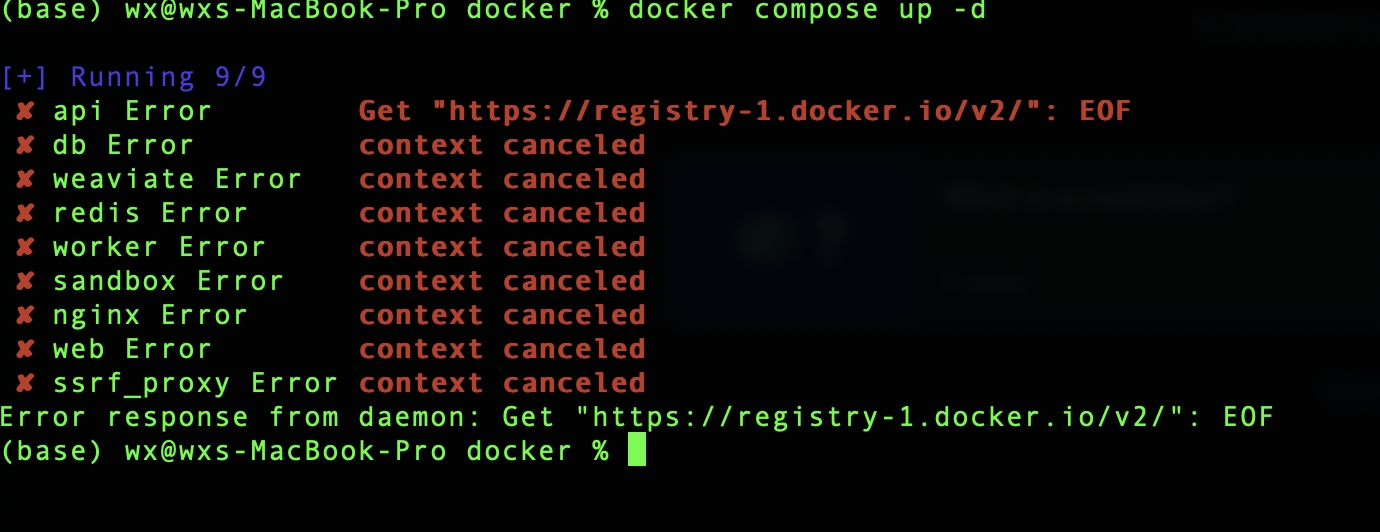 (base) wx@wxs-MacBook-Pro docker % docker compose up -d
[+] Running 9/9
✘ api Error Get "https://registry-1.docker.io/v2/": EOF
✘ db Error context canceled
✘ weaviate Error context canceled
✘ redis Error context canceled
✘ worker Error context canceled
✘ sandbox Error context canceled
✘ nginx Error context canceled
✘ web Error context canceled
✘ ssrf_proxy Error context canceled
Error response from daemon: Get "https://registry-1.docker.io/v2/": EOF
(base) wx@wxs-MacBook-Pro docker %